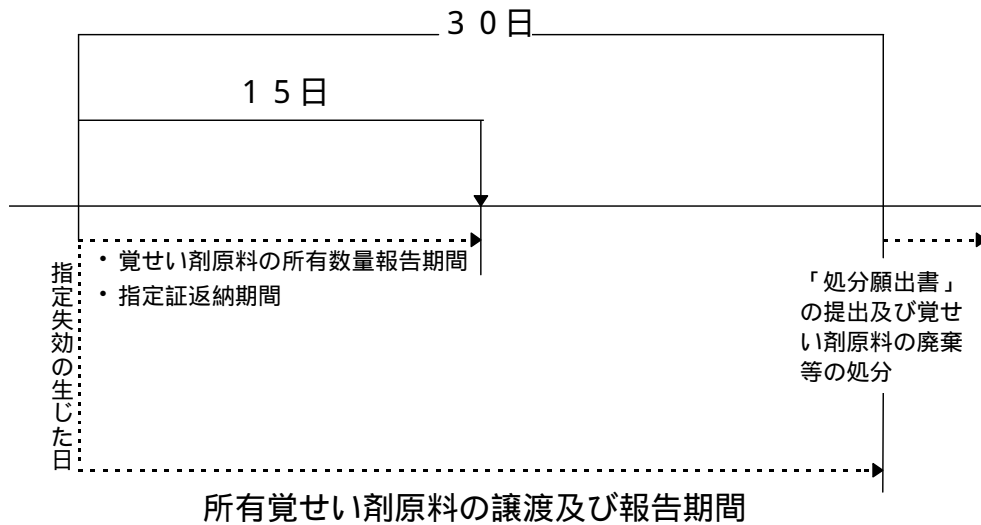 ３０日
１５日
・覚せい剤原料の所有数量報告期間
・指定証返納期間
指定失効の生じた日
「処分願出書」
の提出及び覚せ
い剤原料の廃棄
等の処分
所有覚せい剤原料の譲渡及び報告期間